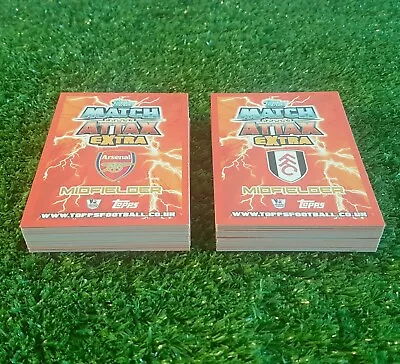 Topps
MATCH
ATTAX
EXTRA
Arsenal
MIDFIELDER
Topps
WWW.TOPPSFOOTBALL.CO.UK
Topps
MATCH
ATTAX
EXTRA
FFC
MIDFIELDER
Topps
WWW.TOPPSFOOTBALL.CO.UK